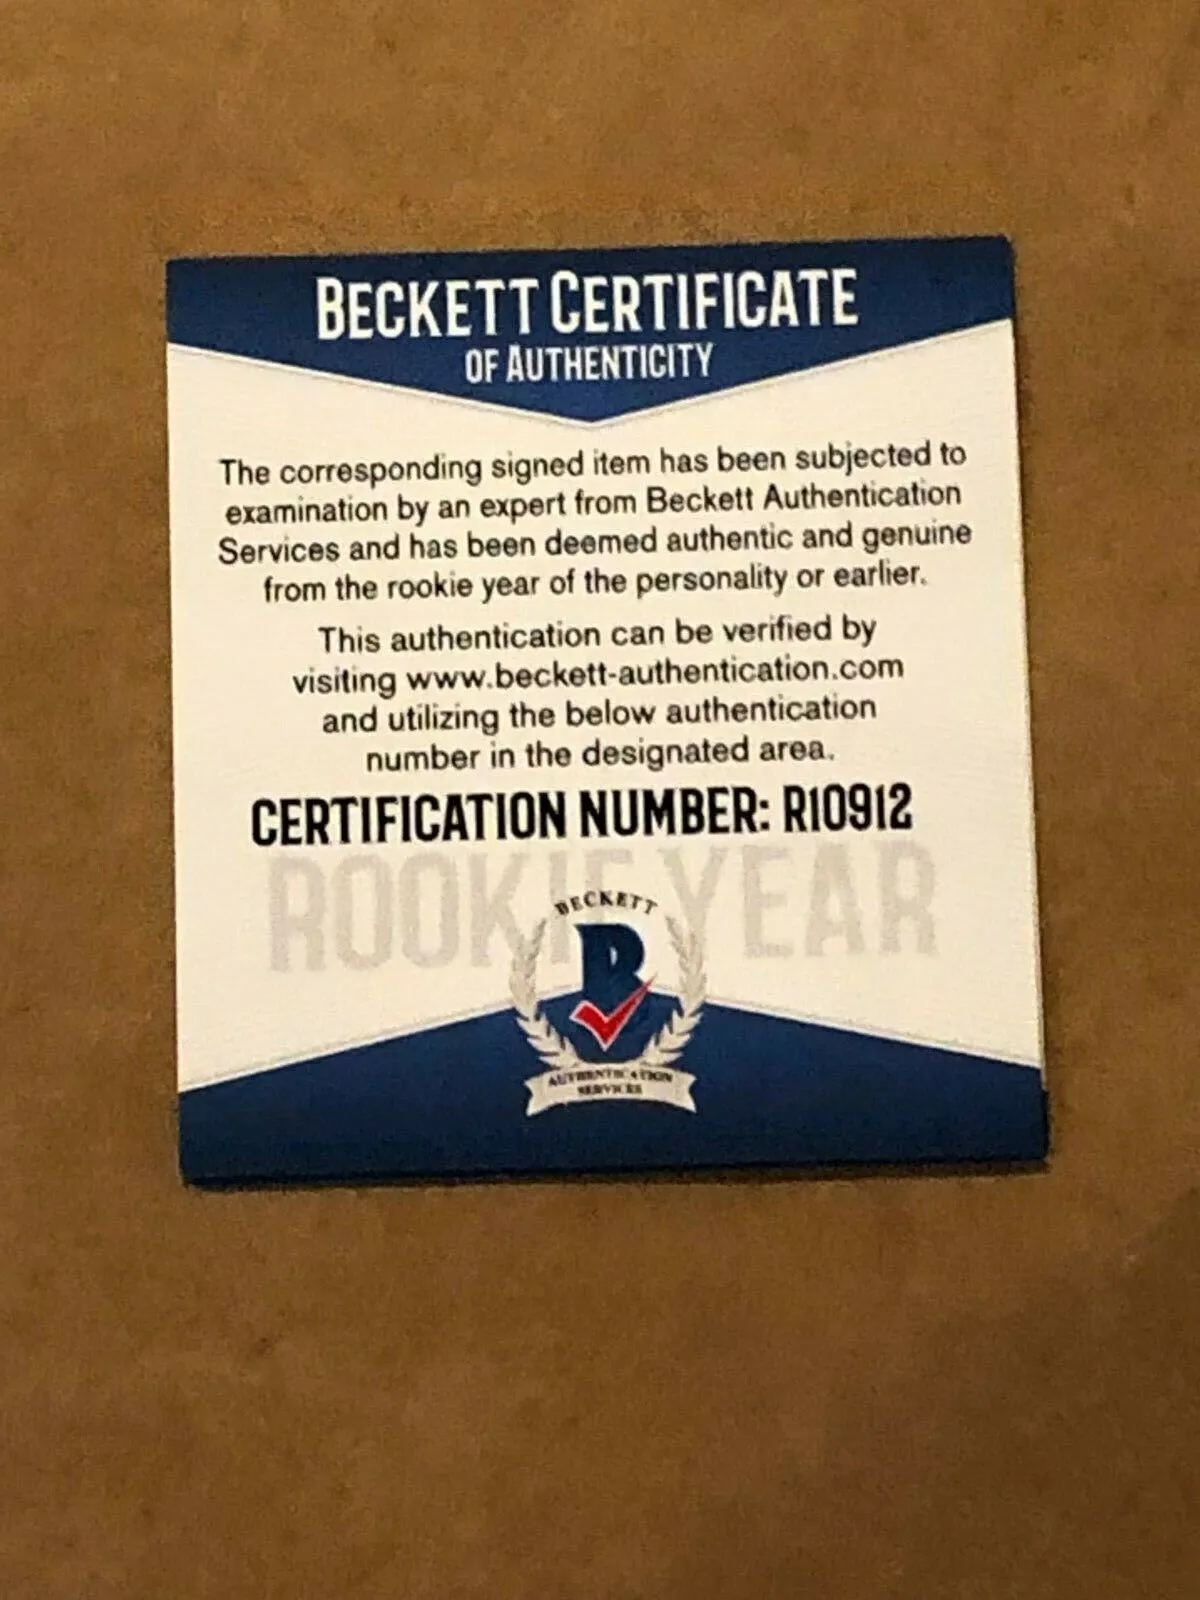 BECKETT CERTIFICATE
OF AUTHENTICITY
The corresponding signed item has been subjected to
examination by an expert from Beckett Authentication
Services and has been deemed authentic and genuine
from the rookie year of the personality or earlier.
This authentication can be verified by
visiting www.beckett-authentication.com
and utilizing the below authentication
number in the designated area.
CERTIFICATION NUMBER: R10912
ROOKIE YEAR
BECKETT
B
AUTHENTICATION
SERVICES